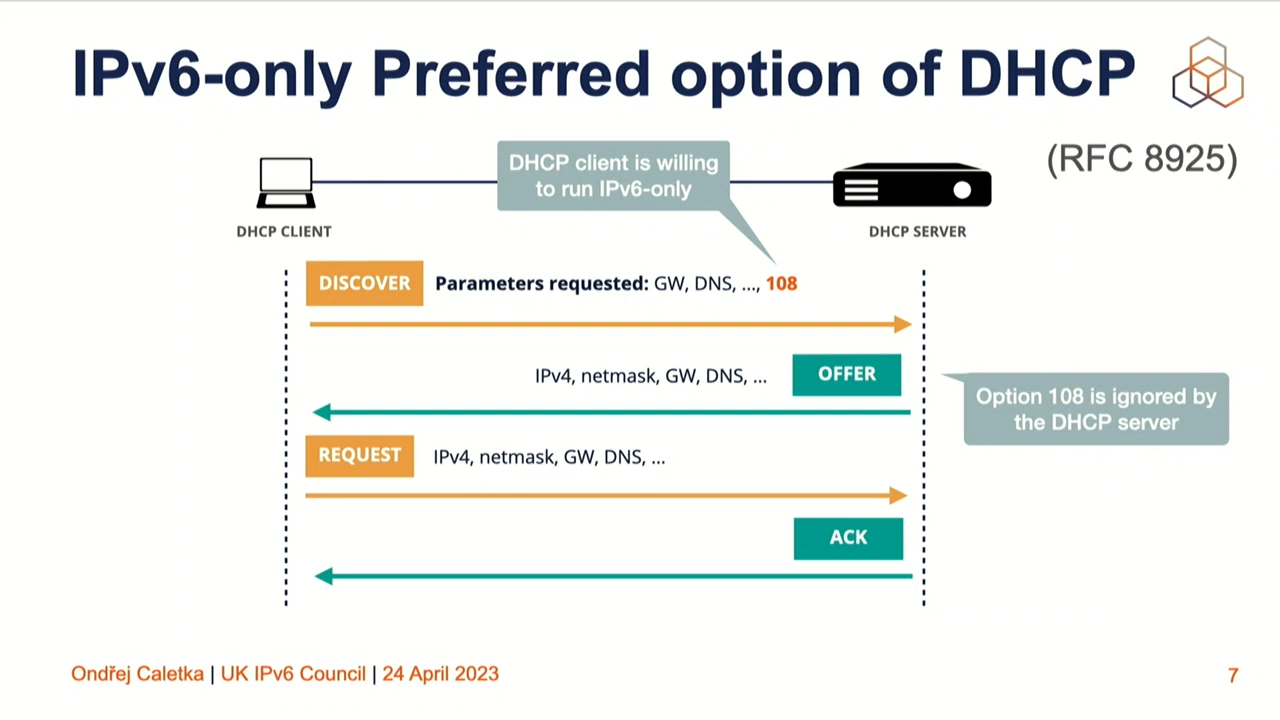 IPv6-only Preferred option of DHCP
(RFC 8925)
DHCP client is willing
to run IPv6-only
DHCP CLIENT
DHCP SERVER
DISCOVER
Parameters requested: GW, DNS, ..., 108
IPv4, netmask, GW, DNS, ...
OFFER
Option 108 is ignored by
the DHCP server
REQUEST
IPv4, netmask, GW, DNS, ...
ACK
Ondřej Caletka | UK IPv6 Council | 24 April 2023
7